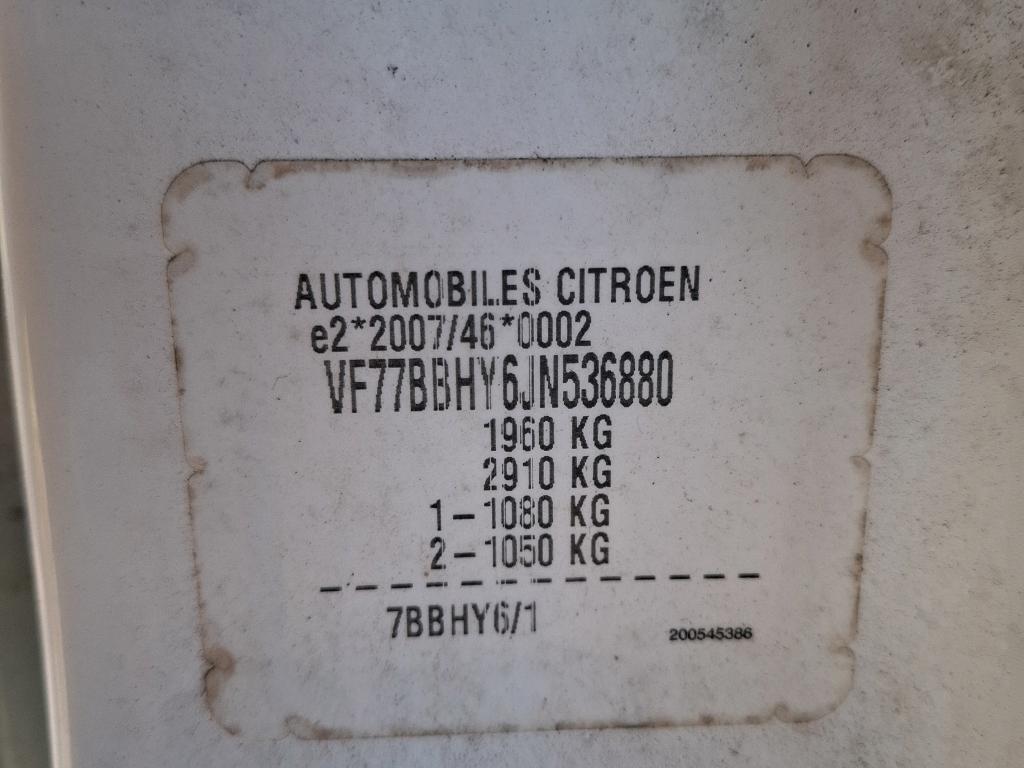 AUTOMOBILES CITROEN
e2*2007/46*0002
VF77BBHY6JN536880
1960 KG
2910 KG
1-1080 KG
2-1050 KG
7BBHY6/1
200545386